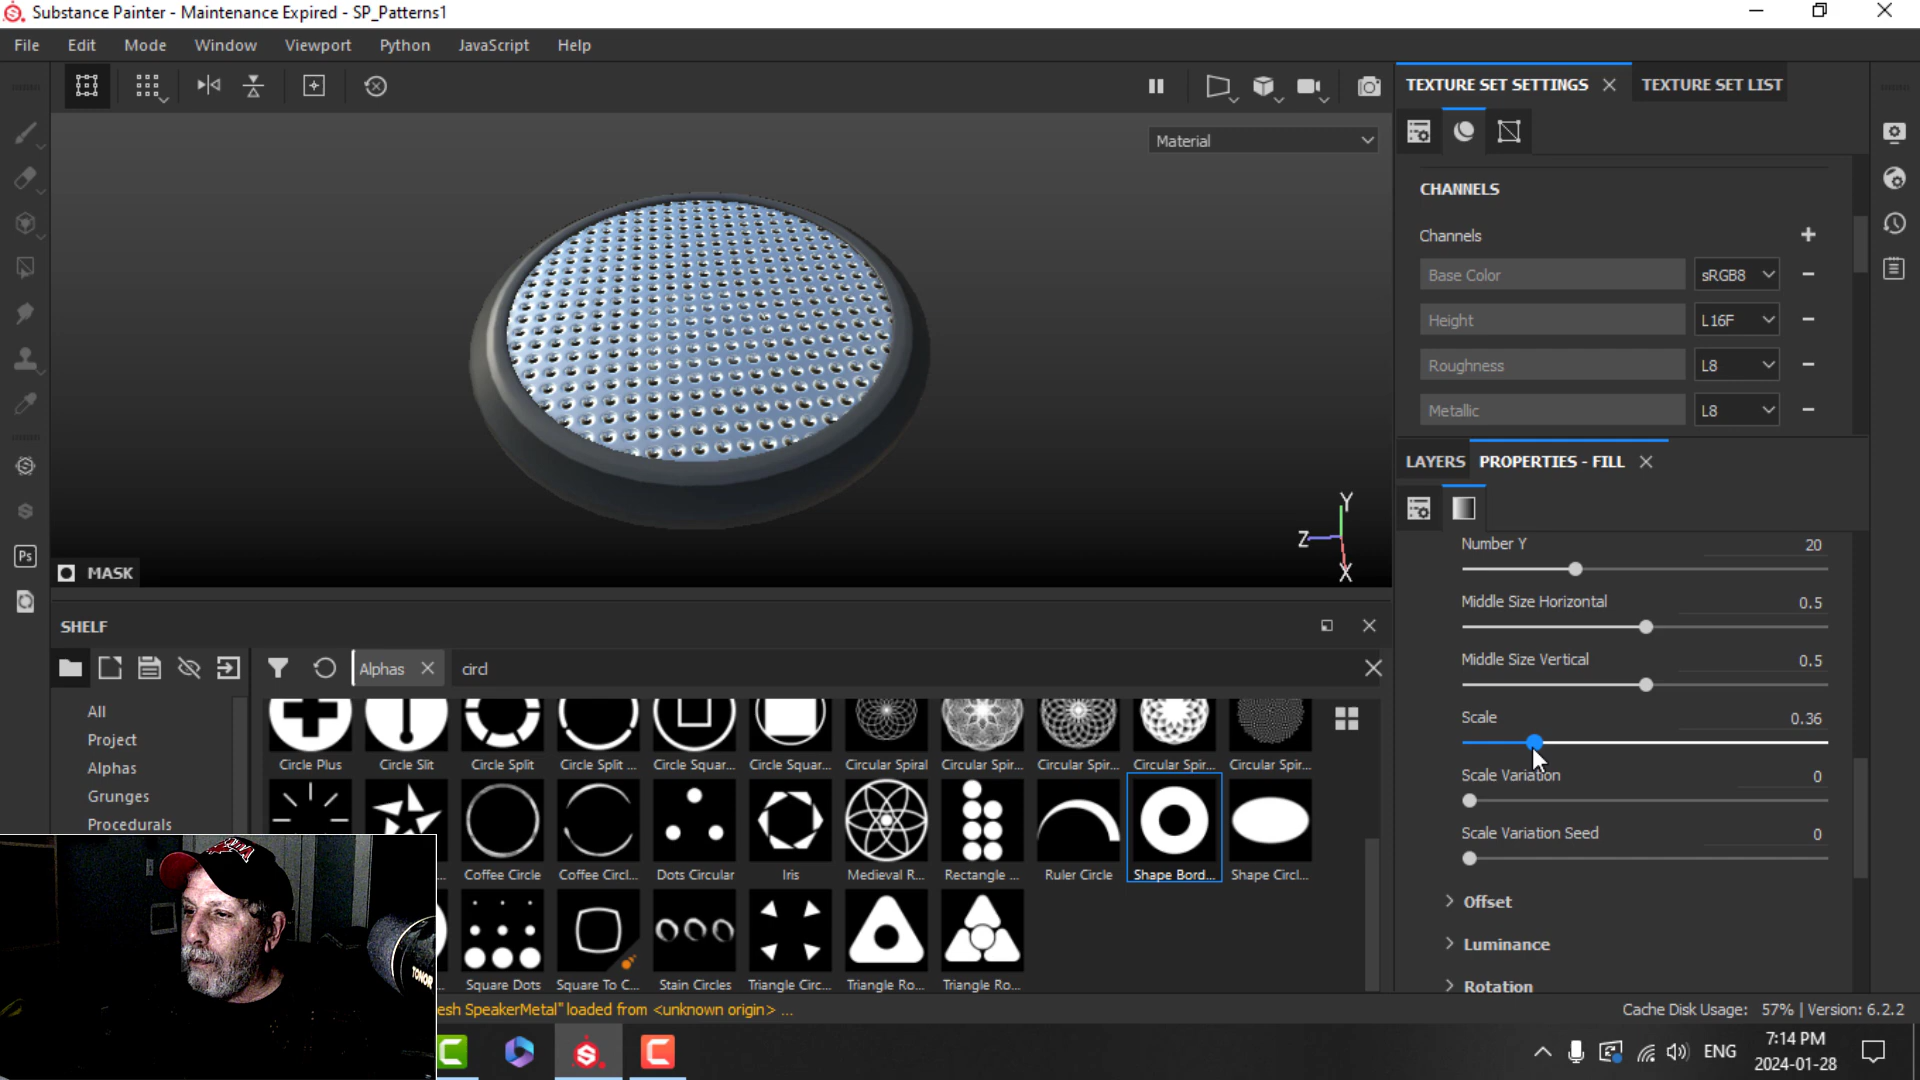 Substance Painter - Maintenance Expired - SP_Patterns1
File Edit Mode Window Viewport Python JavaScript Help
Material
TEXTURE SET SETTINGS
TEXTURE SET LIST
CHANNELS
Channels
Base Color sRGB8
Height L16F
Roughness L8
Metallic L8
LAYERS PROPERTIES - FILL
Number Y 20
Middle Size Horizontal 0.5
Middle Size Vertical 0.5
Scale 0.36
Scale Variation 0
Scale Variation Seed 0
Offset
Luminance
Rotation
Y
Z
X
Ps
MASK
SHELF
Alphas
circl
All
Project
Alphas
Grunges
Procedurals
Circle Plus Circle Slit Circle Split Circle Split ... Circle Squar... Circle Squar... Circular Spiral Circular Spir... Circular Spir... Circular Spir... Circular Spir...
Coffee Circle Coffee Circl... Dots Circular Iris Medieval R... Rectangle ... Ruler Circle Shape Bord... Shape Circl...
Square Dots Square To C... Stain Circles Triangle Circ... Triangle Ro... Triangle Ro...
esh SpeakerMetal" loaded from <unknown origin> ...
Cache Disk Usage: 57% | Version: 6.2.2
TONOR
ENG
7:14 PM
2024-01-28